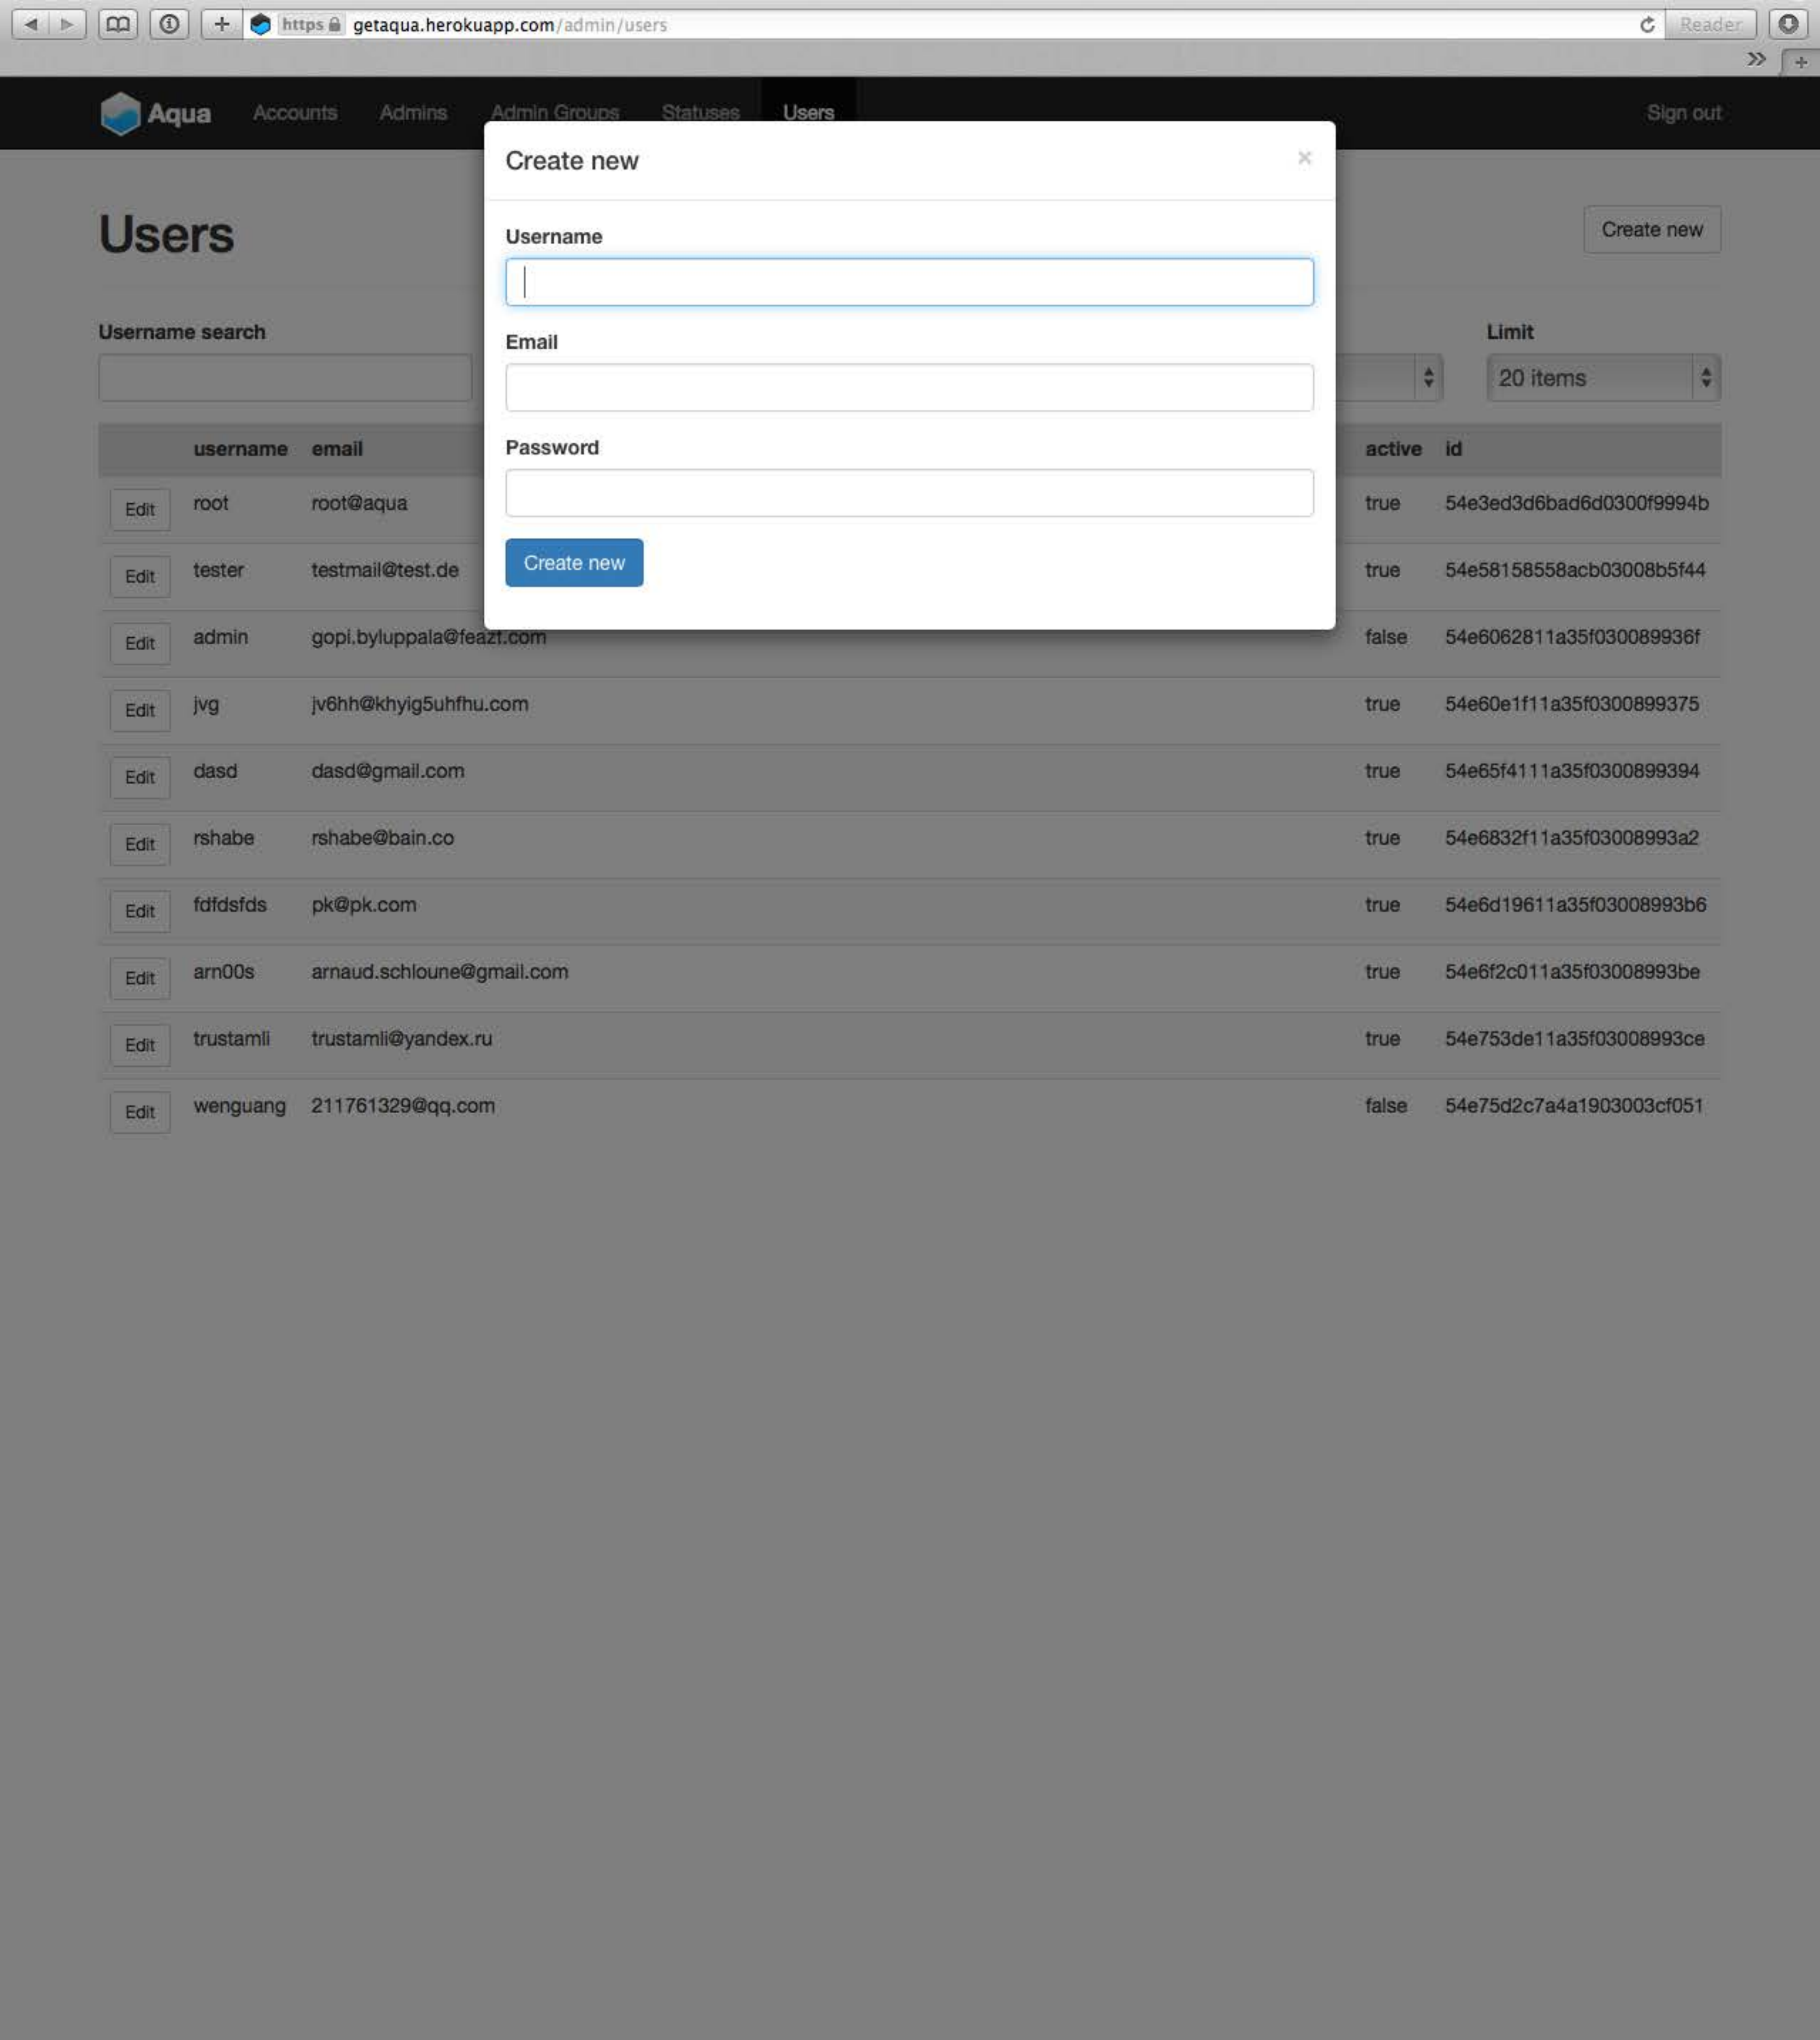 https getaqua.herokuapp.com/admin/users Reader
Aqua Accounts Admins Admin Groups Statuses Users Sign out
Create new ×
Users Create new
Username
Username search Limit
Email
20 items
username email active id
Password
Edit root root@aqua true 54e3ed3d6bad6d0300f9994b
Create new
Edit tester testmail@test.de true 54e58158558acb03008b5f44
Edit admin gopi.byluppala@feazt.com false 54e6062811a35f030089936f
Edit jvg jv6hh@khyig5uhfhu.com true 54e60e1f11a35f0300899375
Edit dasd dasd@gmail.com true 54e65f4111a35f0300899394
Edit rshabe rshabe@bain.co true 54e6832f11a35f03008993a2
Edit fdfdsfds pk@pk.com true 54e6d19611a35f03008993b6
Edit arn00s arnaud.schloune@gmail.com true 54e6f2c011a35f03008993be
Edit trustamli trustamli@yandex.ru true 54e753de11a35f03008993ce
Edit wenguang 211761329@qq.com false 54e75d2c7a4a1903003cf051